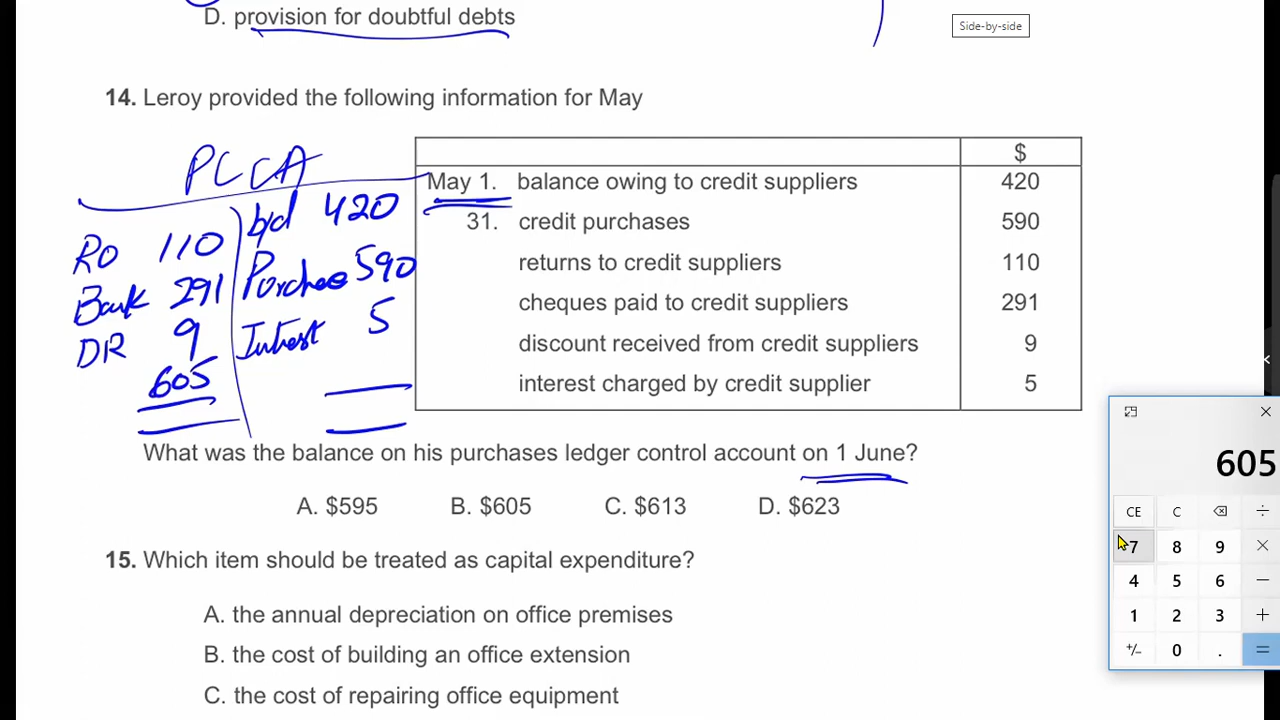 D. provision for doubtful debts
Side-by-side
14. Leroy provided the following information for May
PLCA
$
May 1. balance owing to credit suppliers 420
31. credit purchases 590
returns to credit suppliers 110
cheques paid to credit suppliers 291
discount received from credit suppliers 9
interest charged by credit supplier 5
RO 110 b/d 420
Bank 291 Purchase 590
DR 9 Interest 5
605
What was the balance on his purchases ledger control account on 1 June?
A. $595 B. $605 C. $613 D. $623
15. Which item should be treated as capital expenditure?
A. the annual depreciation on office premises
B. the cost of building an office extension
C. the cost of repairing office equipment
605
CE C ⌫ ÷
7 8 9 ×
4 5 6 −
1 2 3 +
+/− 0 . =